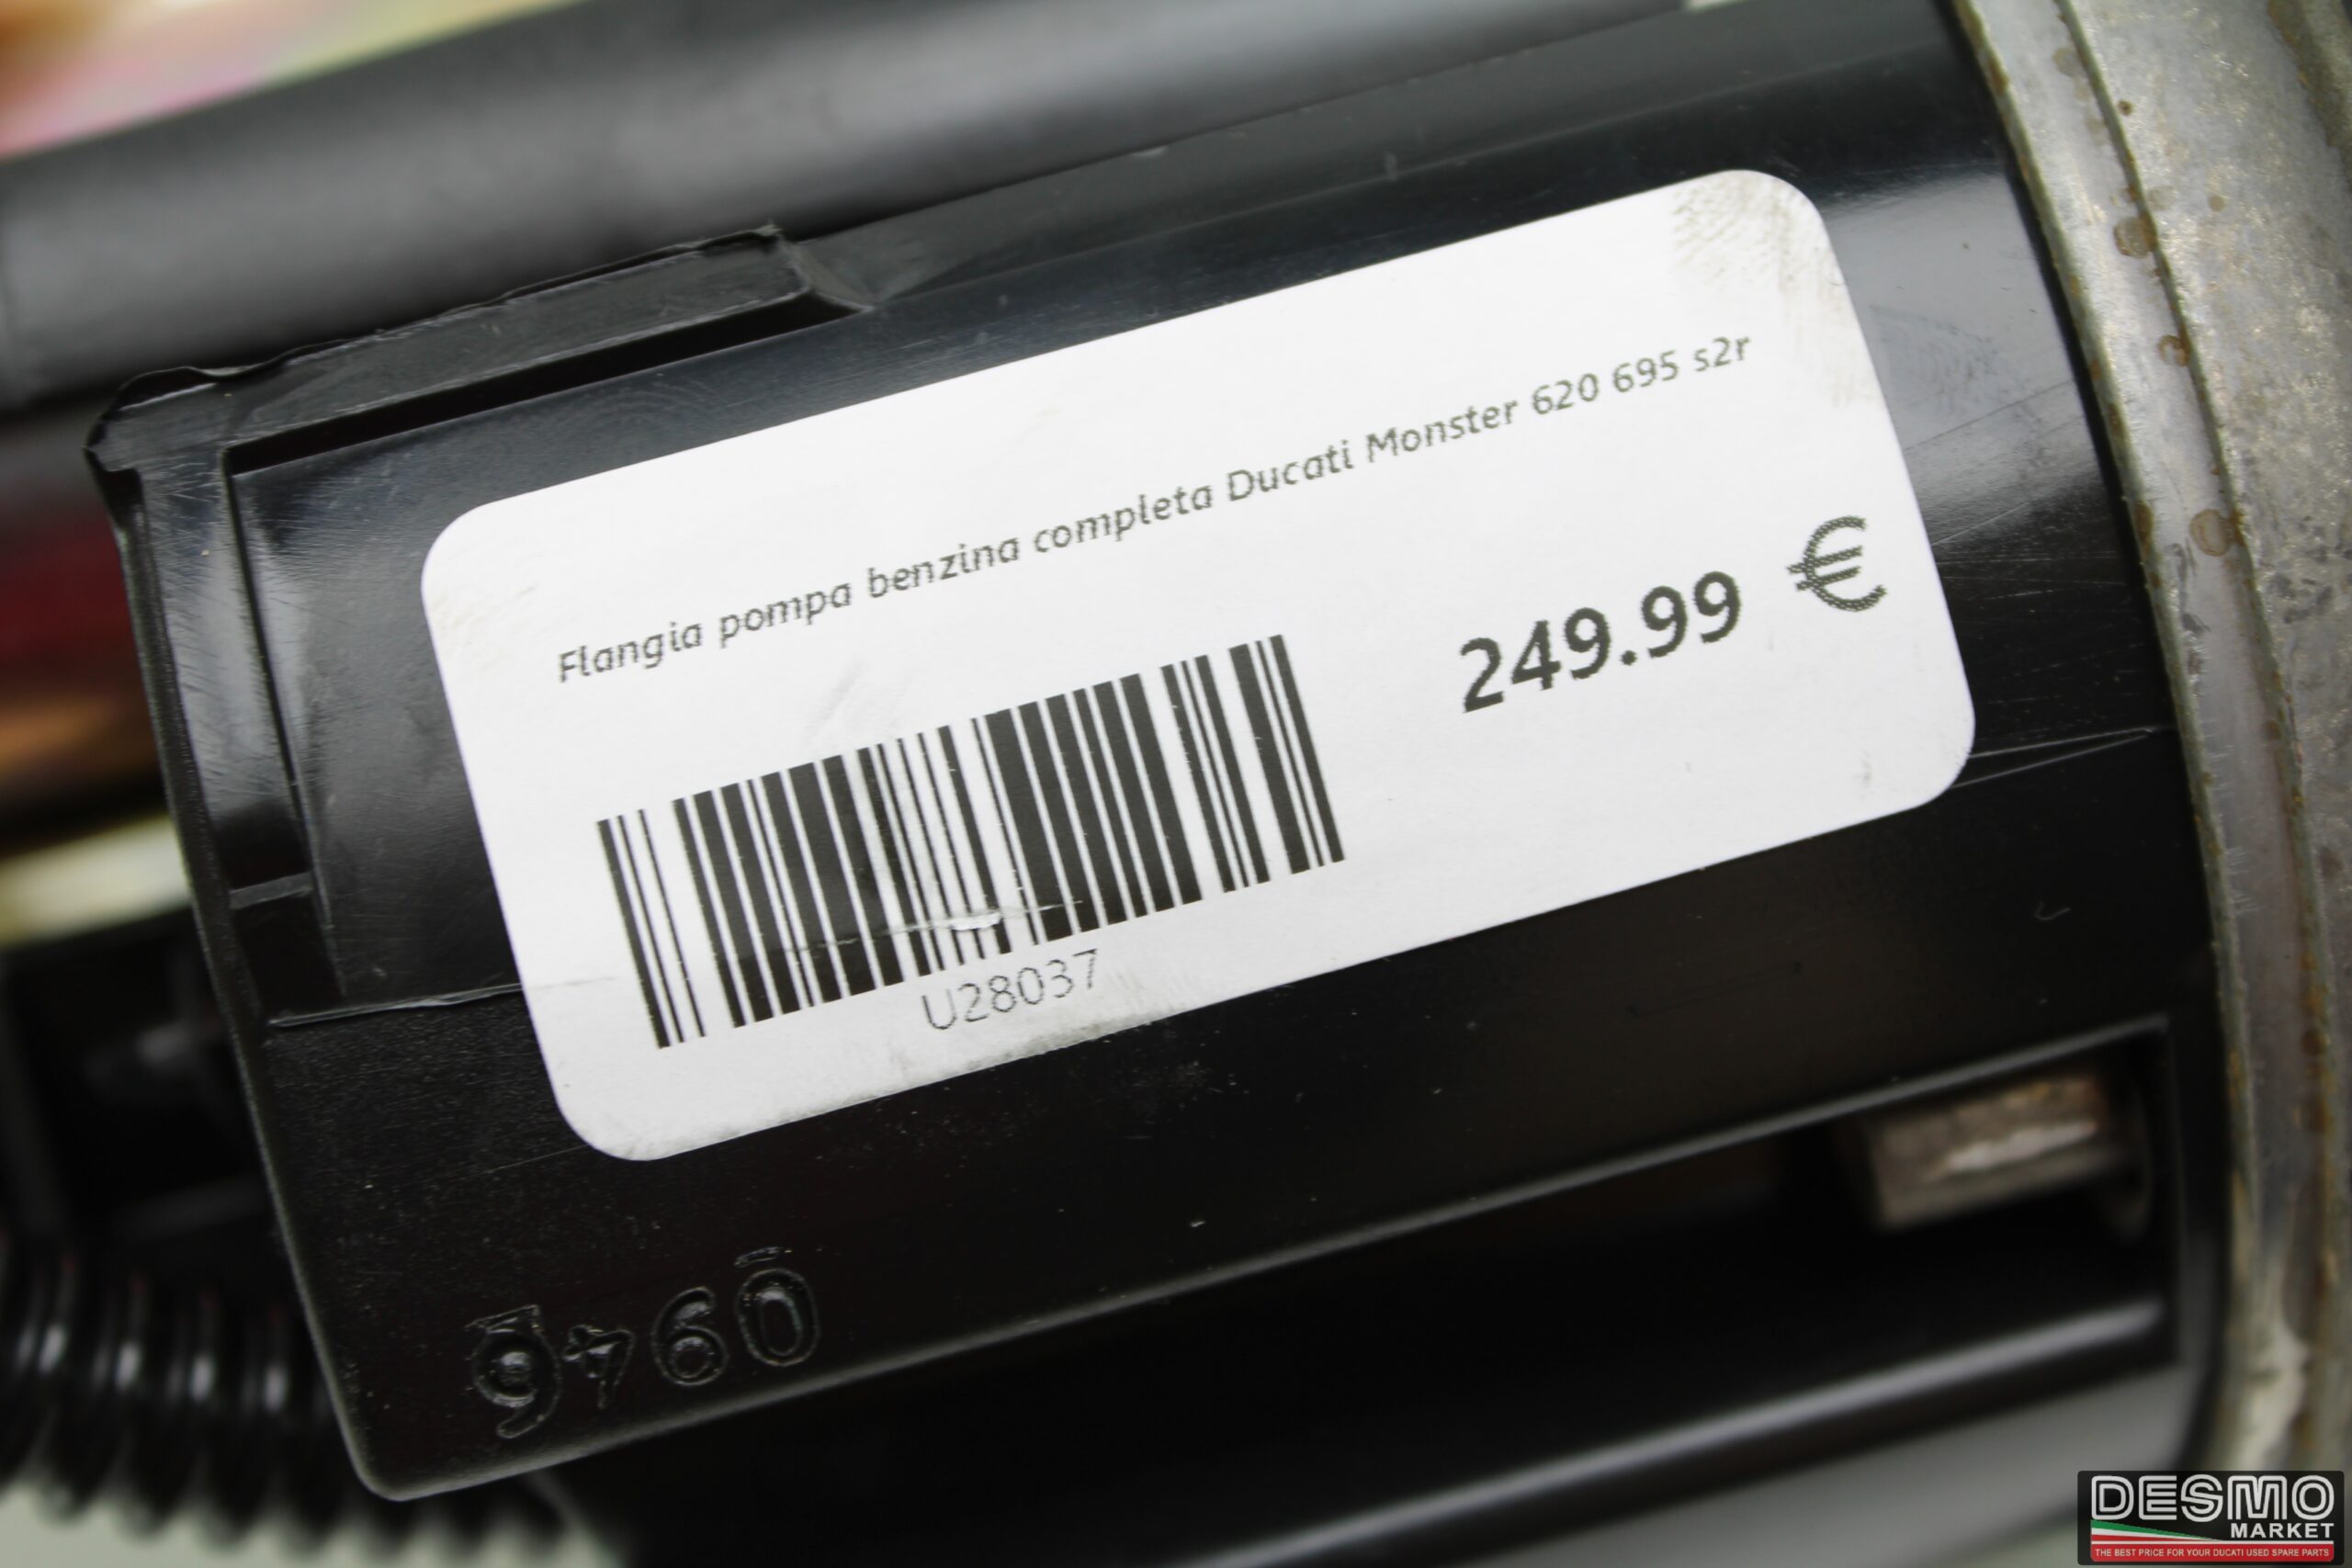 Flangia pompa benzina completa Ducati Monster 620 695 s2r
249.99 €
U28037
DESMO
MARKET
THE BEST PRICE FOR YOUR DUCATI USED SPARE PARTS